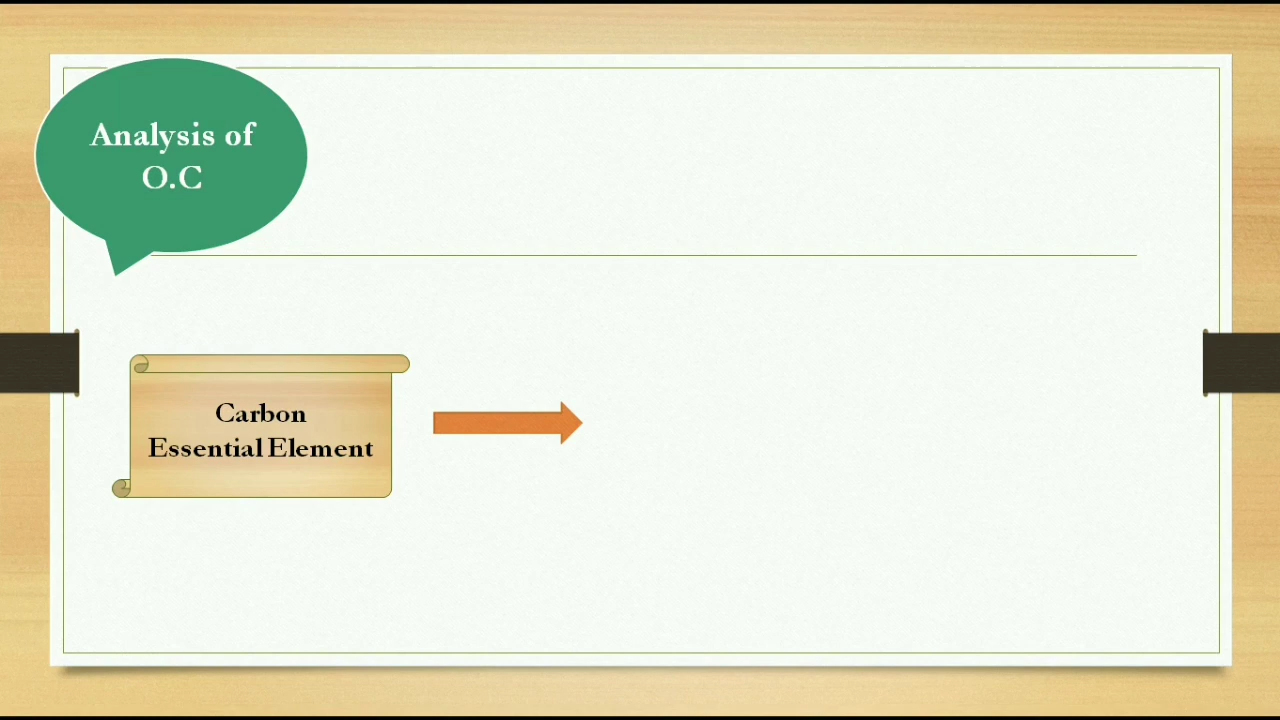 Analysis of
O.C
Carbon
Essential Element